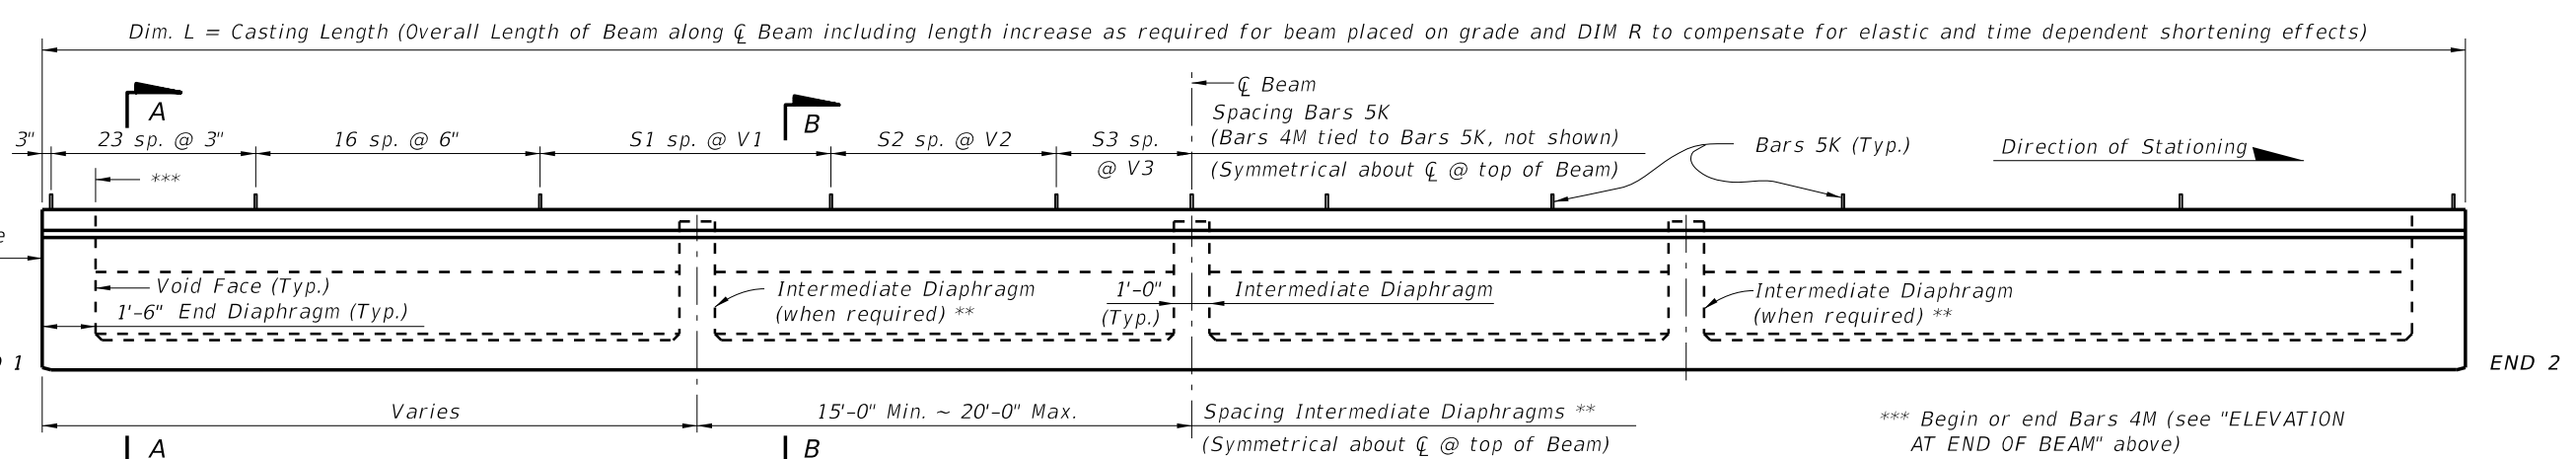 Dim. L = Casting Length (Overall Length of Beam along ℄ Beam including length increase as required for beam placed on grade and DIM R to compensate for elastic and time dependent shortening effects)
A
B
℄ Beam
Spacing Bars 5K
(Bars 4M tied to Bars 5K, not shown)
(Symmetrical about ℄ @ top of Beam)
3"
23 sp. @ 3"
16 sp. @ 6"
S1 sp. @ V1
S2 sp. @ V2
S3 sp.
@ V3
Bars 5K (Typ.)
Direction of Stationing
***
e
Void Face (Typ.)
1'-6" End Diaphragm (Typ.)
Intermediate Diaphragm
(when required) **
1'-0"
(Typ.)
Intermediate Diaphragm
Intermediate Diaphragm
(when required) **
1
END 2
Varies
15'-0" Min. ~ 20'-0" Max.
Spacing Intermediate Diaphragms **
(Symmetrical about ℄ @ top of Beam)
*** Begin or end Bars 4M (see "ELEVATION
AT END OF BEAM" above)
A
B